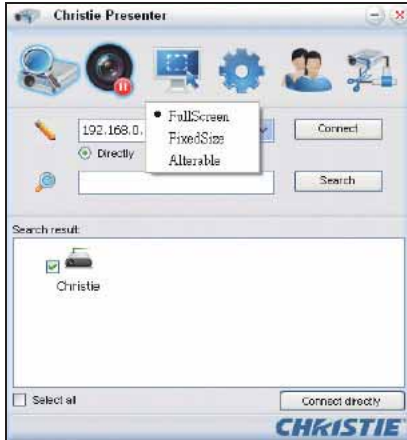 Christie Presenter
FullScreen
FixedSize
Alterable
192.168.0.
Connect
Directly
Search
Search result:
Christie
Select all
Connect directly
CHRISTIE